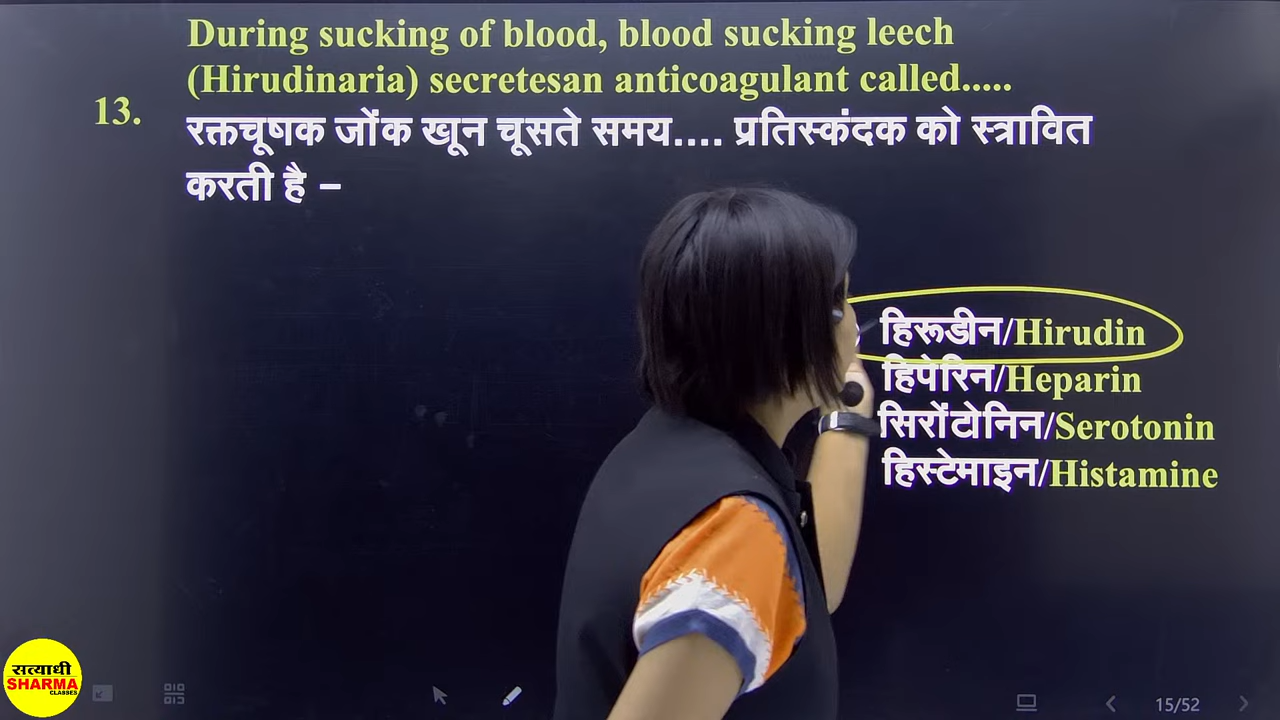 During sucking of blood, blood sucking leech
(Hirudinaria) secretesan anticoagulant called.....
13.
रक्तचूषक जोंक खून चूसते समय.... प्रतिस्कंदक को स्त्रावित
करती है –
हिरूडीन/Hirudin
हिपेरिन/Heparin
सिरोंटोनिन/Serotonin
हिस्टेमाइन/Histamine
सत्याधी
SHARMA
CLASSES
15/52